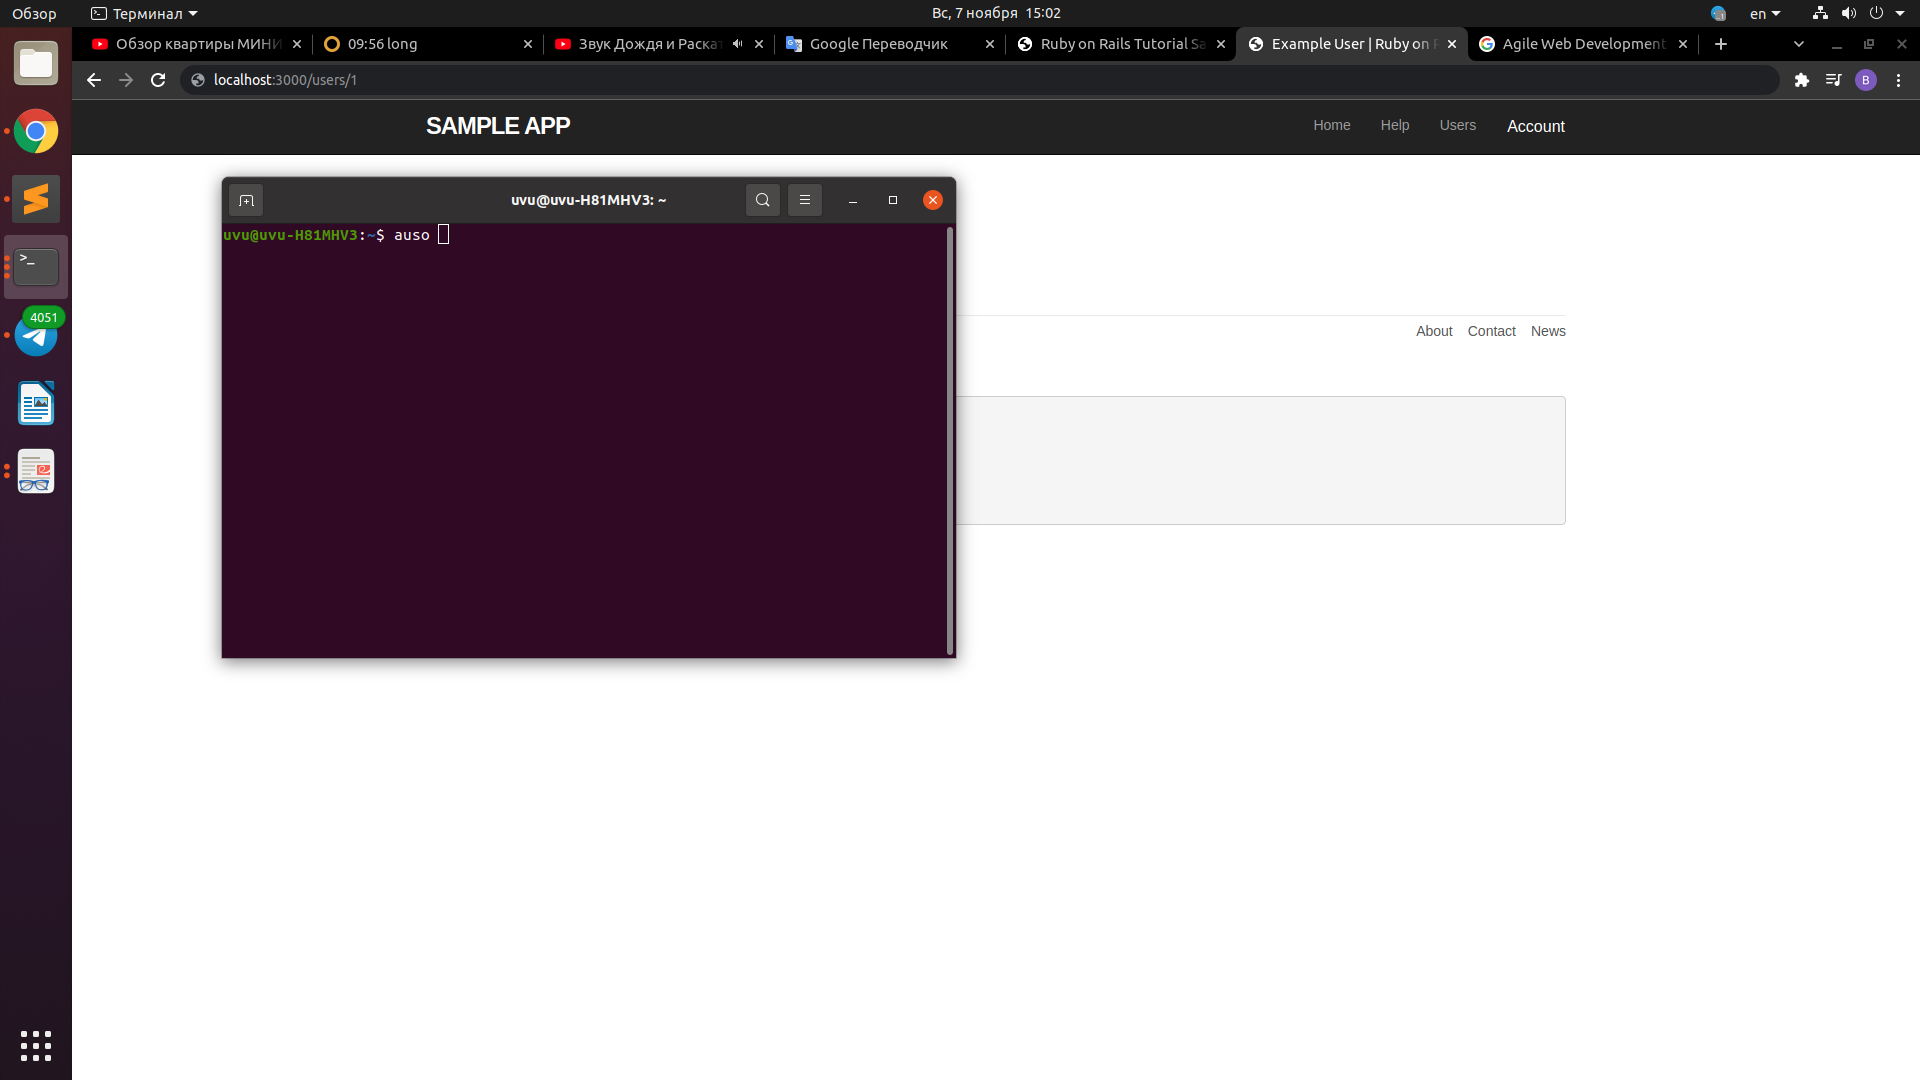 Обзор
Терминал
Вс, 7 ноября 15:02
en
Обзор квартиры МИНИ
09:56 long
Звук Дождя и Раскат
Google Переводчик
Ruby on Rails Tutorial Sa
Example User | Ruby on R
Agile Web Development
localhost:3000/users/1
B
SAMPLE APP
Home
Help
Users
Account
uvu@uvu-H81MHV3: ~
uvu@uvu-H81MHV3:~$ auso
>_
4051
About
Contact
News